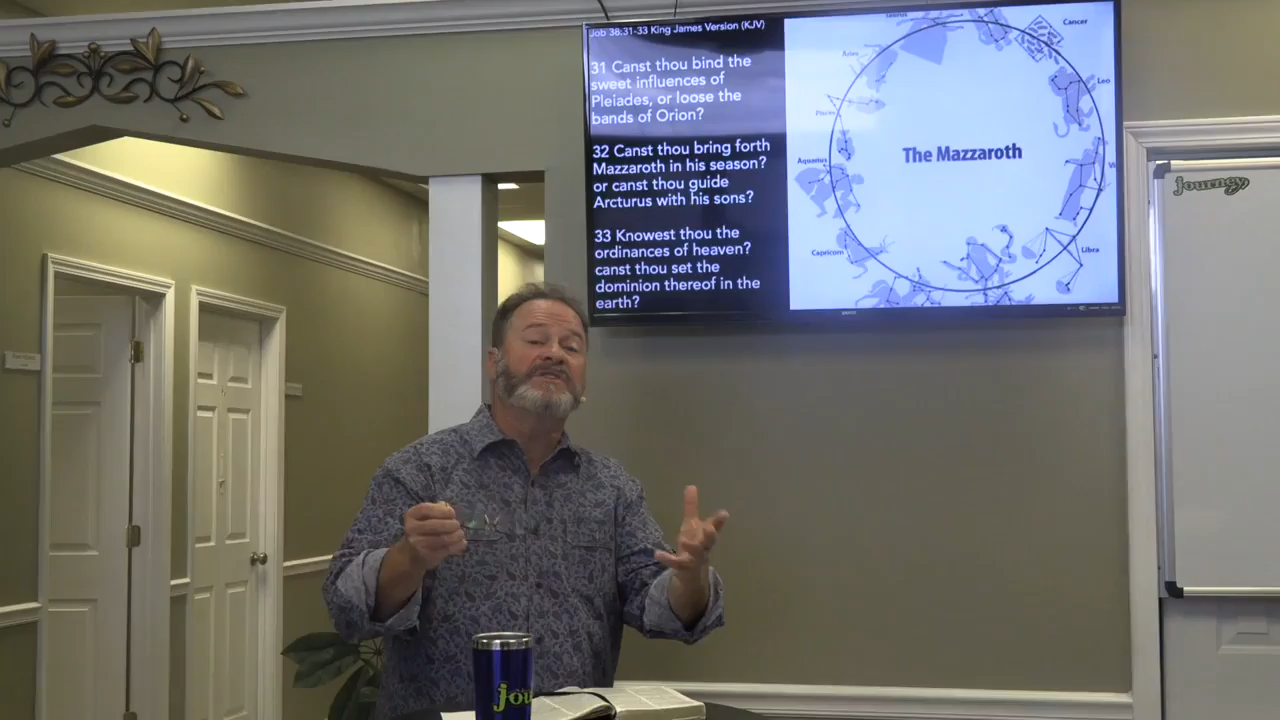 Job 38:31-33 King James Version (KJV)
31 Canst thou bind the
sweet influences of
Pleiades, or loose the
bands of Orion?
32 Canst thou bring forth
Mazzaroth in his season?
or canst thou guide
Arcturus with his sons?
33 Knowest thou the
ordinances of heaven?
canst thou set the
dominion thereof in the
earth?
Taurus
Cancer
Aries
Leo
Pisces
The Mazzaroth
Aquarius
Capricorn
Libra
journey
jou